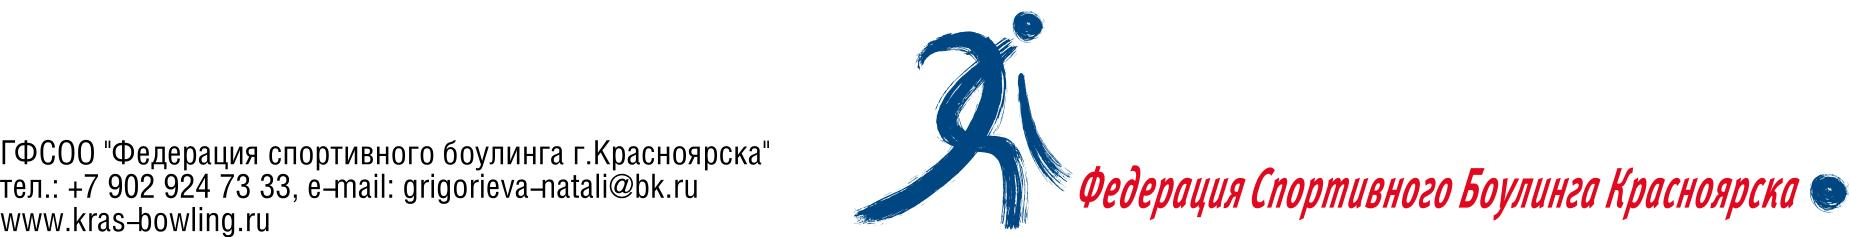 ГФСОО "Федерация спортивного боулинга г.Красноярска"
тел.: +7 902 924 73 33, e-mail: grigorieva-natali@bk.ru
www.kras-bowling.ru
Федерация Спортивного Боулинга Красноярска